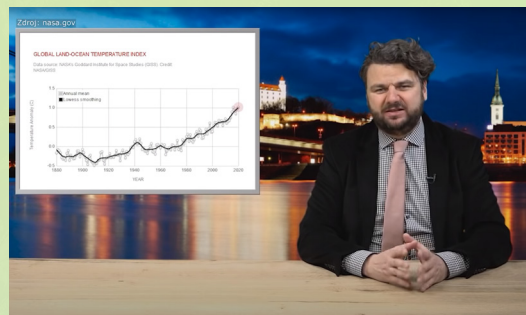 Zdroj: nasa.gov
GLOBAL LAND-OCEAN TEMPERATURE INDEX
Data source: NASA's Goddard Institute for Space Studies (GISS). Credit:
NASA/GISS
1.5
Annual mean
Lowess smoothing
1.0
0.5
0.0
-0.5
Temperature Anomaly (C)
1880 1900 1920 1940 1960 1980 2000 2020
YEAR